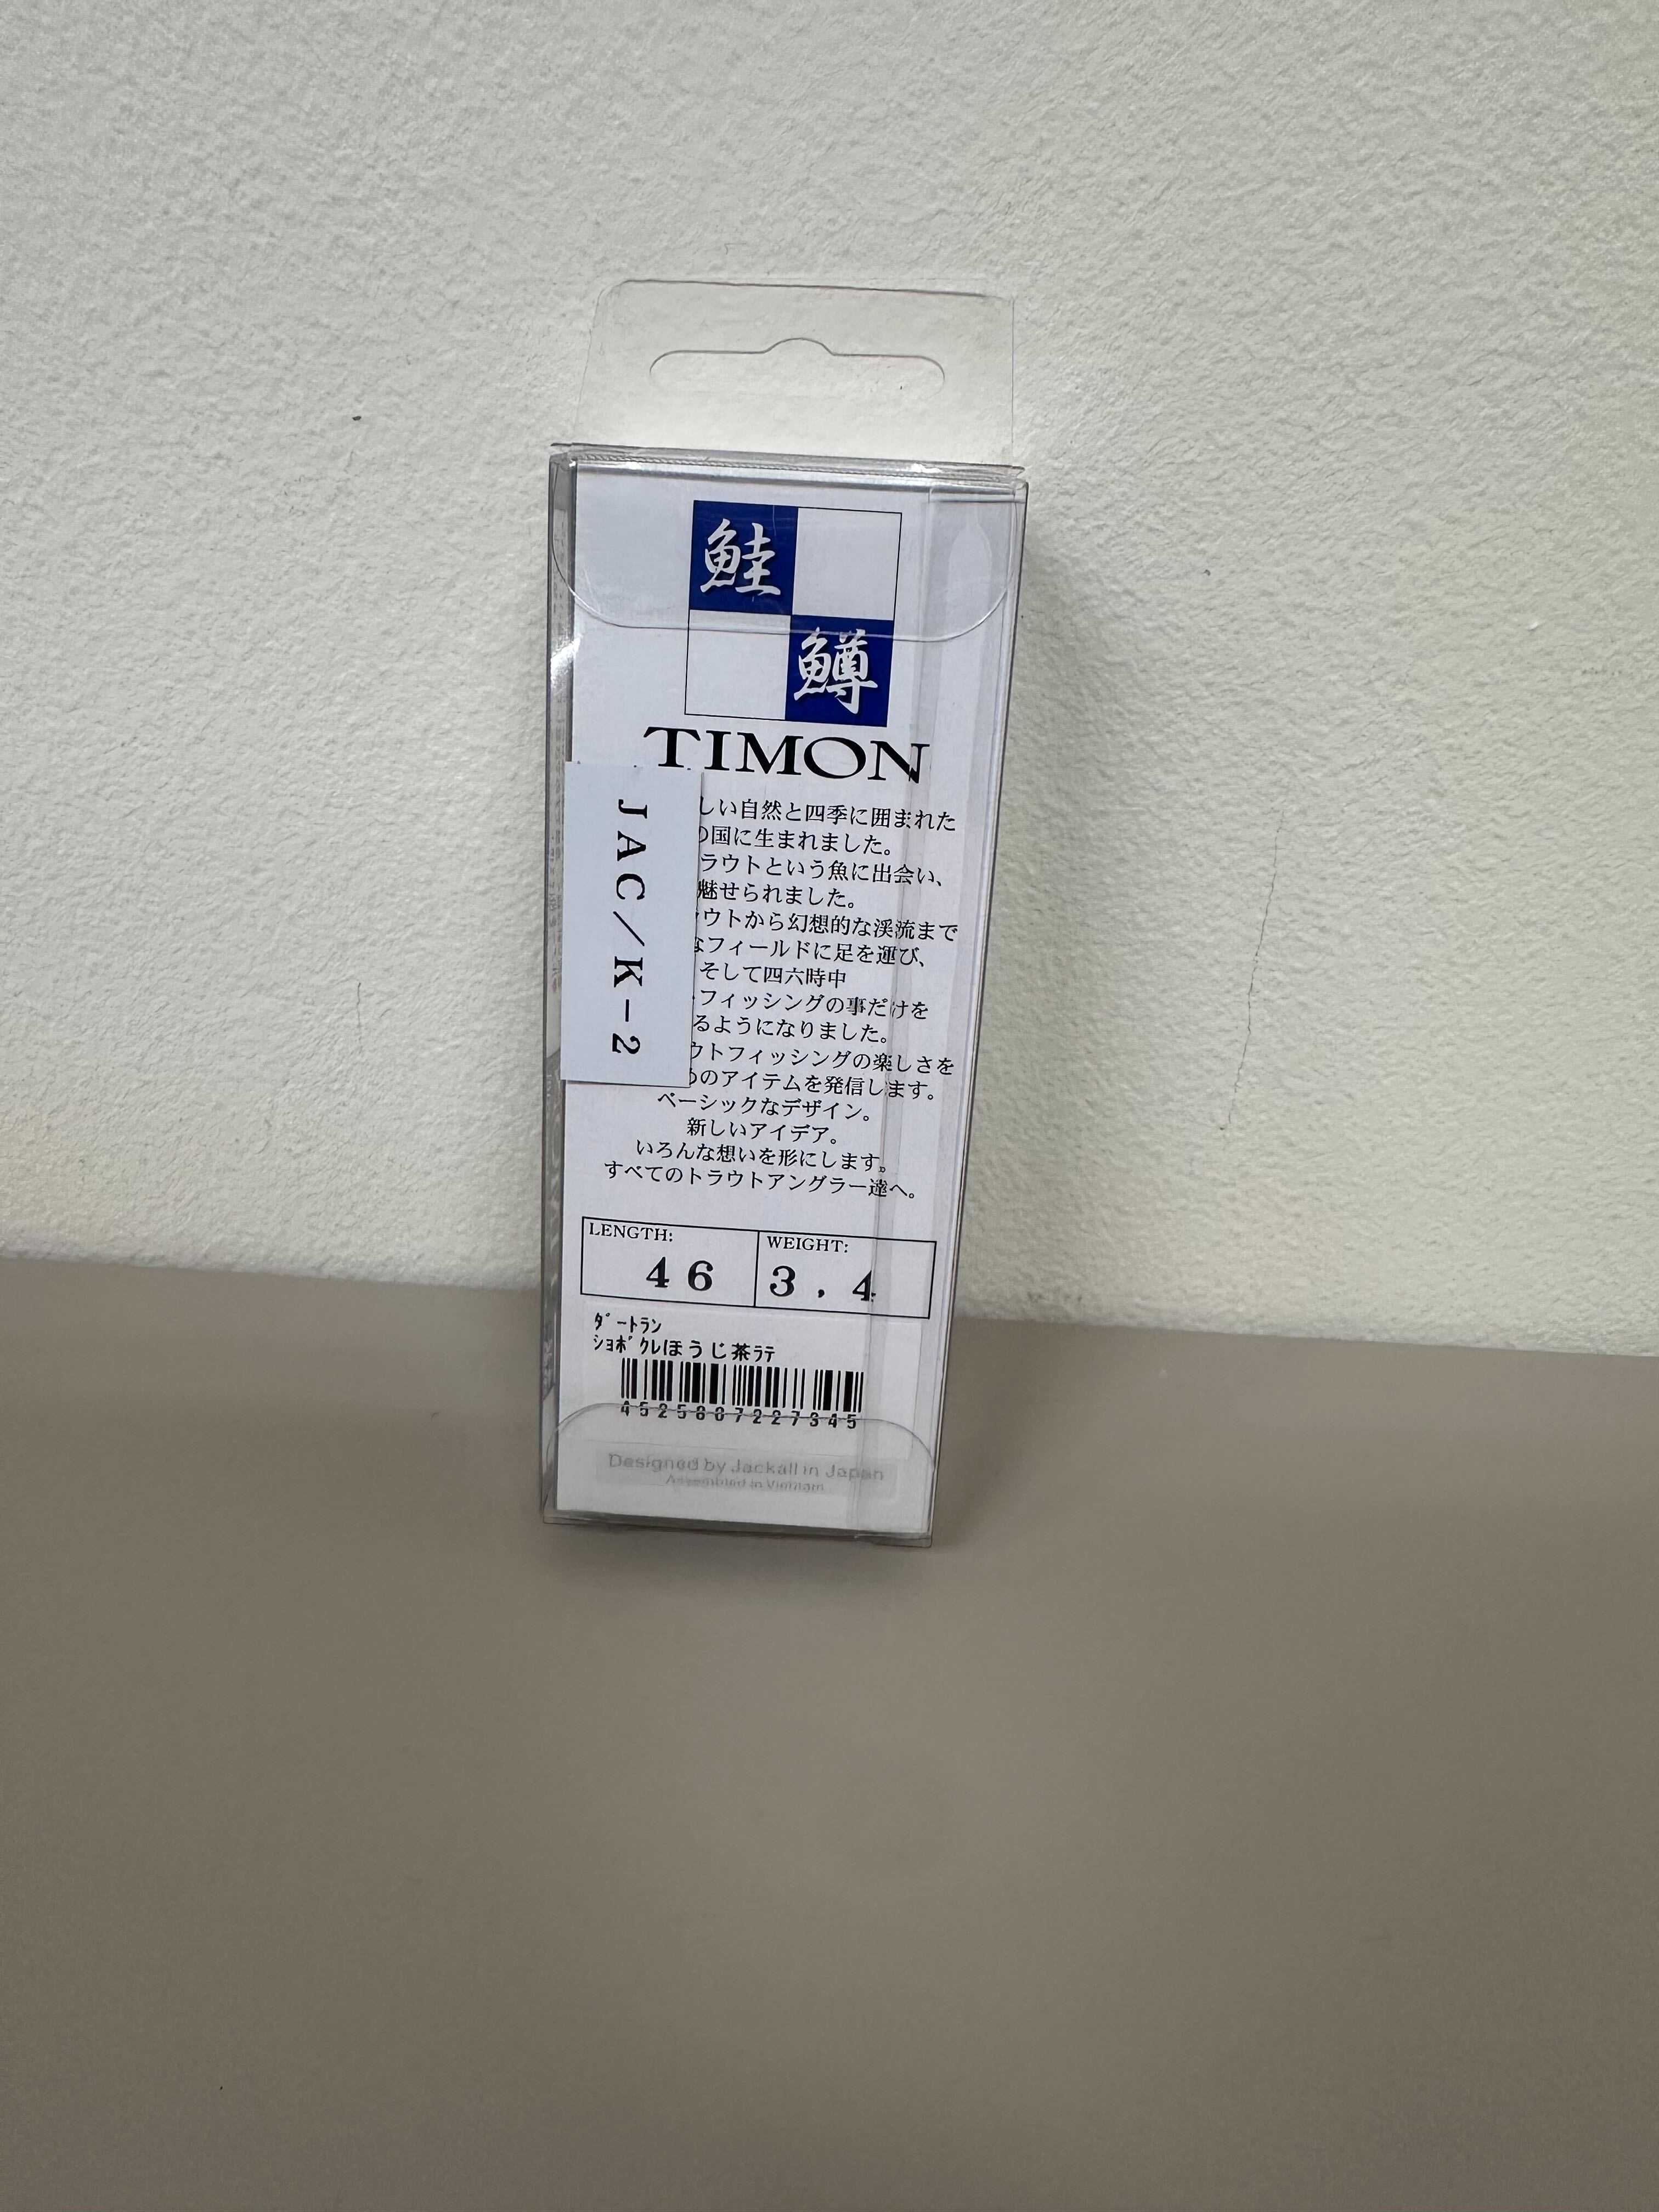 鮭
鱒
TIMON
JAC/K-2
しい自然と四季に囲まれた
の国に生まれました。
ラウトという魚に出会い、
魅せられました。
ウトから幻想的な渓流まで
なフィールドに足を運び、
そして四六時中
フィッシングの事だけを
るようになりました。
ウトフィッシングの楽しさを
めのアイテムを発信します。
ベーシックなデザイン。
新しいアイデア。
いろんな想いを形にします。
すべてのトラウトアングラー達へ。
LENGTH: WEIGHT:
46 3.4
ﾀﾞｰﾄﾗﾝ
ｼｮﾎﾞｸﾚほうじ茶ﾗﾃ
4525807227345
Designed by Jackall in Japan
Assembled in Vietnam